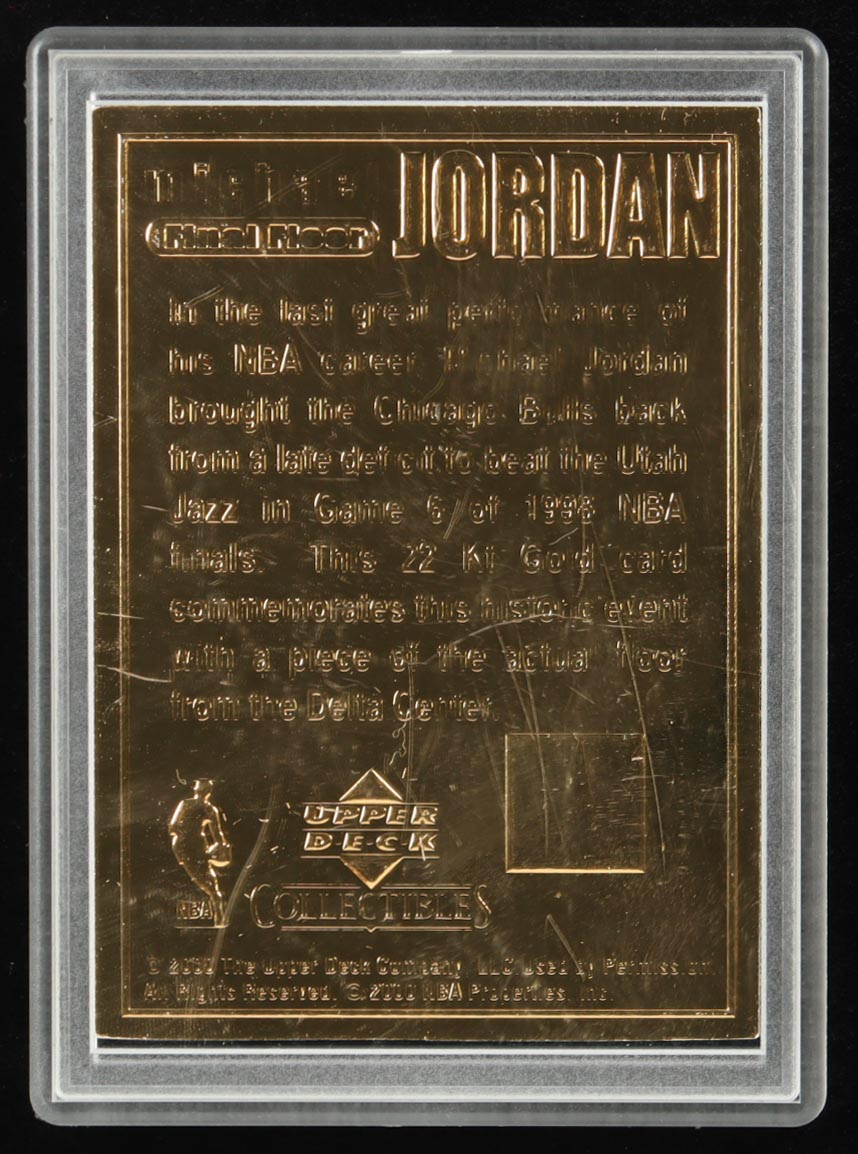 michael JORDAN
Final Floor
In the last great performance of
his NBA career, Michael Jordan
brought the Chicago Bulls back
from a late deficit to beat the Utah
Jazz in Game 6 of 1998 NBA
finals. This 22 Kt Gold card
commemorates this historic event
with a piece of the actual floor
from the Delta Center.
UPPER
D·E·C·K
NBA COLLECTIBLES
© 2000 The Upper Deck Company, LLC Used by Permission.
All Rights Reserved. © 2000 NBA Properties, Inc.